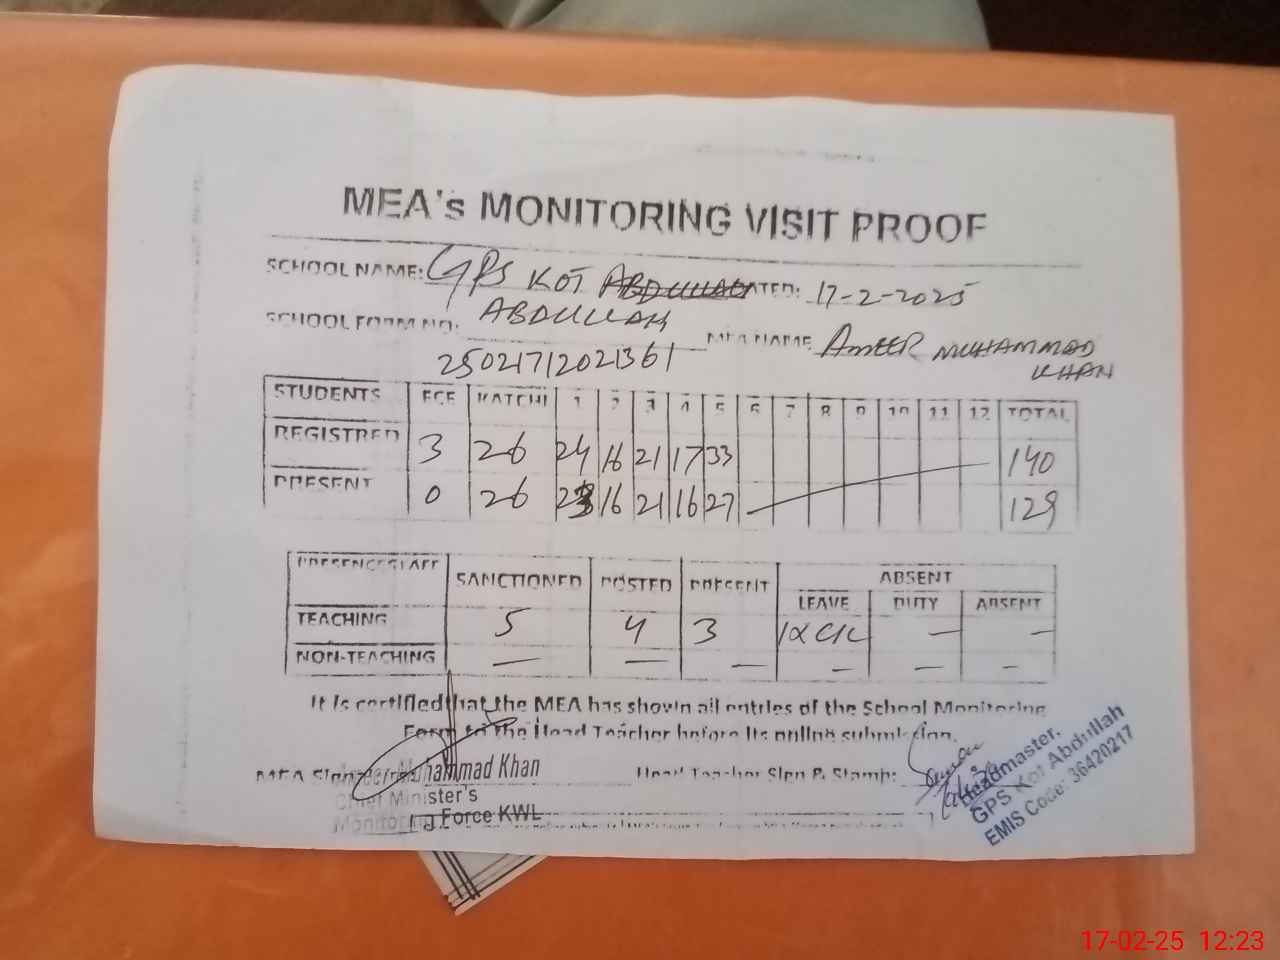 MEA's MONITORING VISIT PROOF
SCHOOL NAME: GPS KOT ABDULLAH DATED: 17-2-2025
ABDULLAH
SCHOOL FORM NO: MEA NAME AMEER MUHAMMAD
KHAN
25021712021361
STUDENTS ECE KATCHI 1 2 3 4 5 6 7 8 9 10 11 12 TOTAL
REGISTRED 3 26 24 16 21 17 33 140
PRESENT 0 26 23 16 21 16 27 129
PRESENCE STAFF SANCTIONED POSTED PRESENT ABSENT
LEAVE DUTY ABSENT
TEACHING 5 4 3 — —
NON-TEACHING — — — — — —
It is certified that the MEA has shown all entries of the School Monitoring
Form to the Head Teacher before its online submission.
MEA Sign Ameer Muhammad Khan Head Teacher Sign & Stamp:
Chief Minister's
Monitoring Force KWL
Headmaster,
GPS Kot Abdullah
EMIS Code: 36420217
17-02-25 12:23